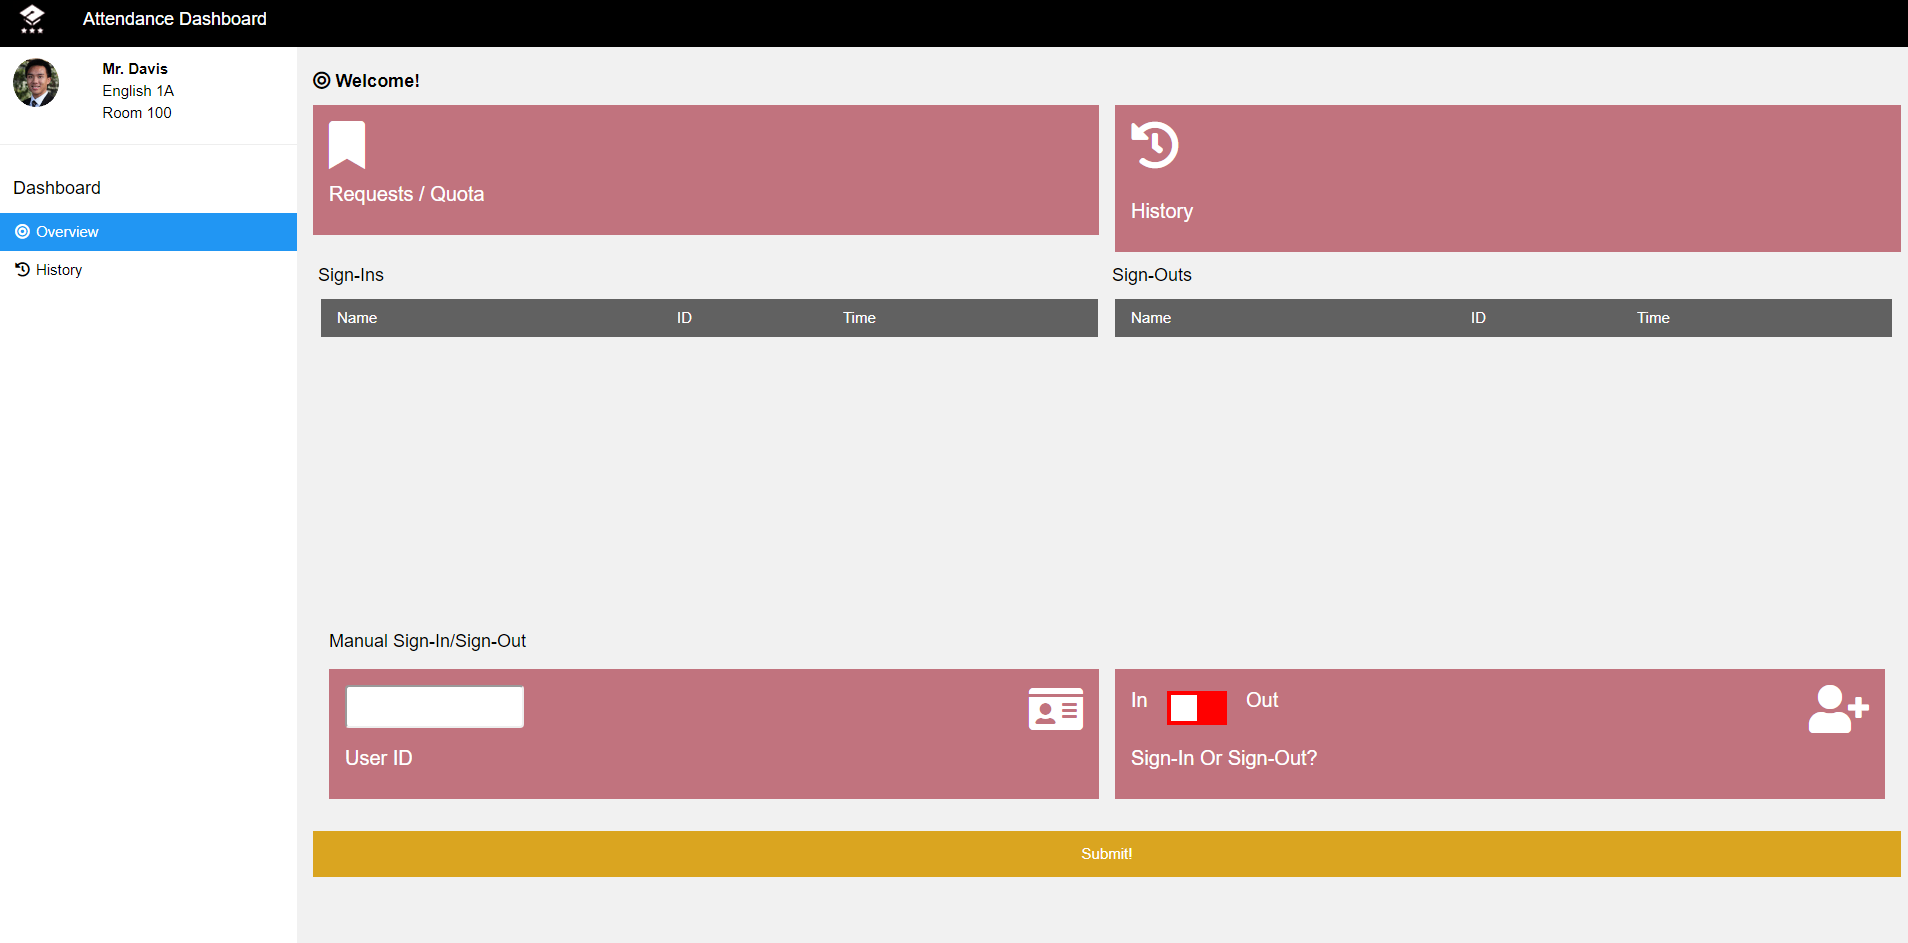 Attendance Dashboard
Mr. Davis
English 1A
Room 100
Dashboard
Overview
History
Welcome!
Requests / Quota
History
Sign-Ins
Name ID Time
Sign-Outs
Name ID Time
Manual Sign-In/Sign-Out
User ID
In Out
Sign-In Or Sign-Out?
Submit!